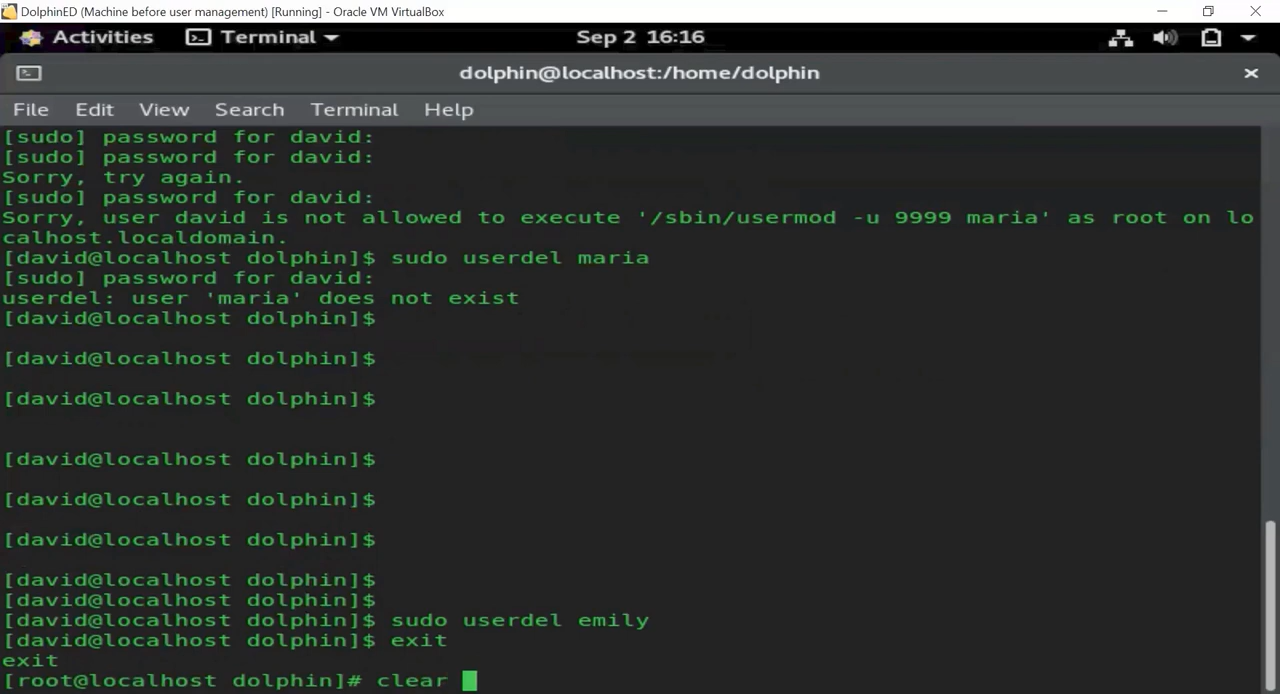 DolphinED (Machine before user management) [Running] - Oracle VM VirtualBox
Activities Terminal Sep 2 16:16
dolphin@localhost:/home/dolphin
File Edit View Search Terminal Help
[sudo] password for david:
[sudo] password for david:
Sorry, try again.
[sudo] password for david:
Sorry, user david is not allowed to execute '/sbin/usermod -u 9999 maria' as root on lo
calhost.localdomain.
[david@localhost dolphin]$ sudo userdel maria
[sudo] password for david:
userdel: user 'maria' does not exist
[david@localhost dolphin]$
[david@localhost dolphin]$
[david@localhost dolphin]$
[david@localhost dolphin]$
[david@localhost dolphin]$
[david@localhost dolphin]$
[david@localhost dolphin]$
[david@localhost dolphin]$
[david@localhost dolphin]$ sudo userdel emily
[david@localhost dolphin]$ exit
exit
[root@localhost dolphin]# clear